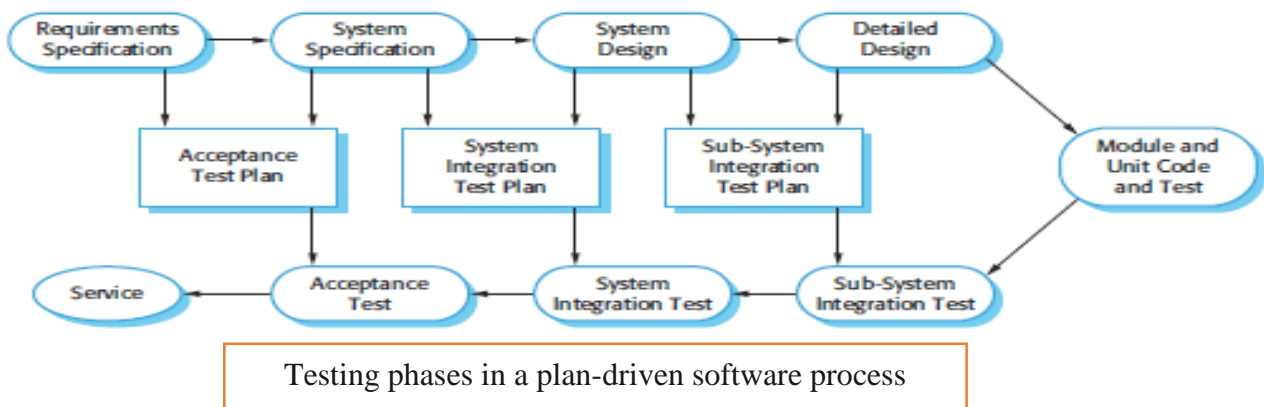 Requirements
Specification
System
Specification
System
Design
Detailed
Design
Acceptance
Test Plan
System
Integration
Test Plan
Sub-System
Integration
Test Plan
Module and
Unit Code
and Test
Service
Acceptance
Test
System
Integration Test
Sub-System
Integration Test
Testing phases in a plan-driven software process